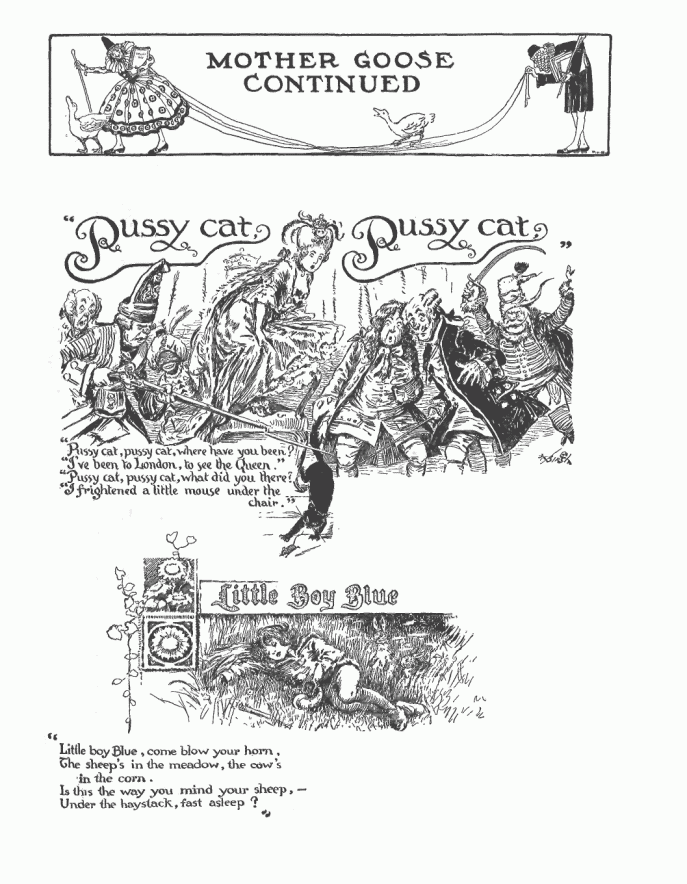 MOTHER GOOSE
CONTINUED
"Pussy cat, Pussy cat,"
"Pussy cat, pussy cat, where have you been?
"I've been to London, to see the Queen."
"Pussy cat, pussy cat, what did you there?
"I frightened a little mouse under the
chair."
Little Boy Blue
"
Little boy Blue, come blow your horn,
The sheep's in the meadow, the cow's
in the corn.
Is this the way you mind your sheep, —
Under the haystack, fast asleep?
"